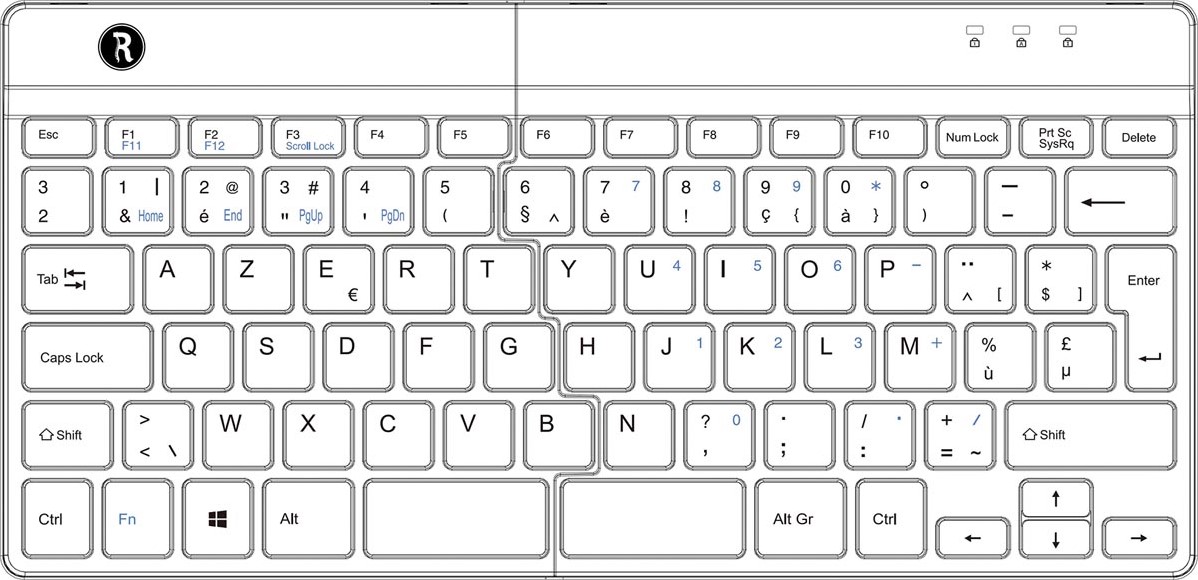 R
Esc F1 F2 F3 F4 F5 F6 F7 F8 F9 F10 Num Lock Prt Sc Delete
F11 F12 Scroll Lock SysRq
3 1 | 2 @ 3 # 4 5 6 7 7 8 8 9 9 0 * ° —
2 & Home é End " PgUp ' PgDn ( § ^ è ! ç { à } ) - ←
Tab A Z E R T Y U 4 I 5 O 6 P - ¨ * Enter
€ ^ [ $ ]
Caps Lock Q S D F G H J 1 K 2 L 3 M + % £
ù µ ↵
Shift > W X C V B N ? 0 . / . + / Shift
< \ , ; : = ~
Ctrl Fn Alt Alt Gr Ctrl ← ↑ ↓ →